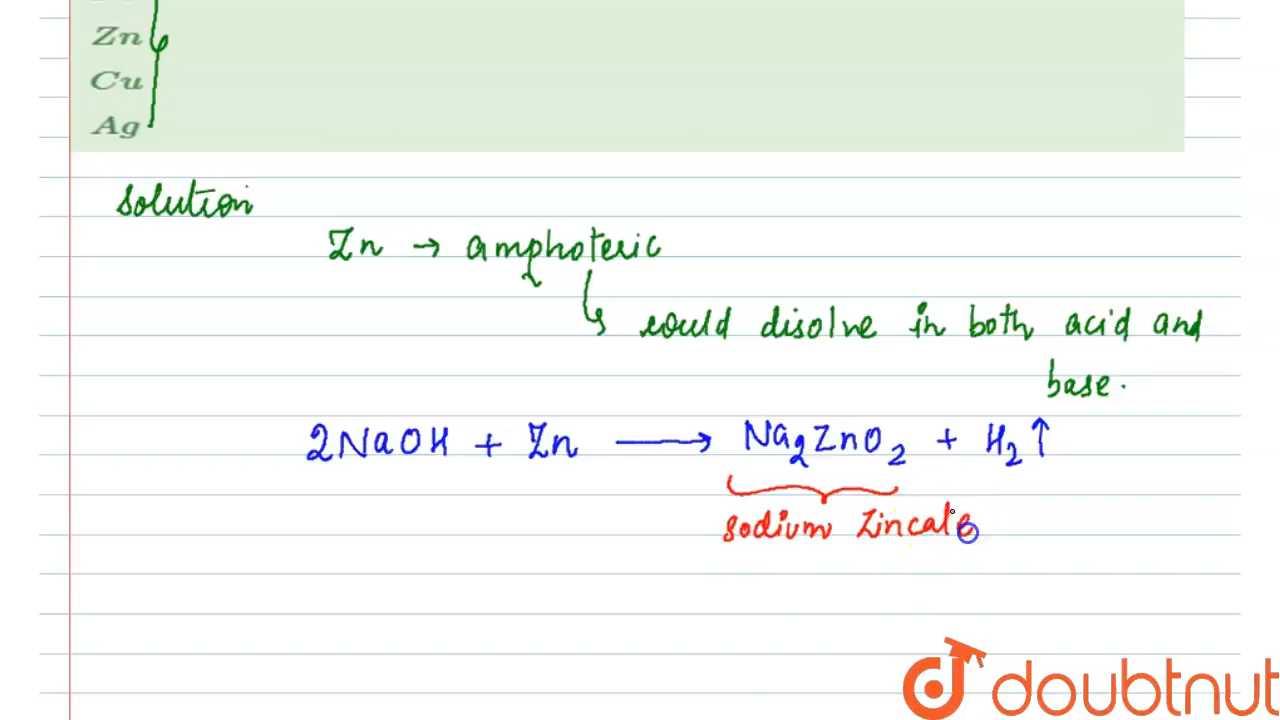 Zn
Cu
Ag
Solution
Zn → amphoteric
could disolve in both acid and
base.
2NaOH + Zn ⟶ Na₂ZnO₂ + H₂↑
sodium Zincate
doubtnut